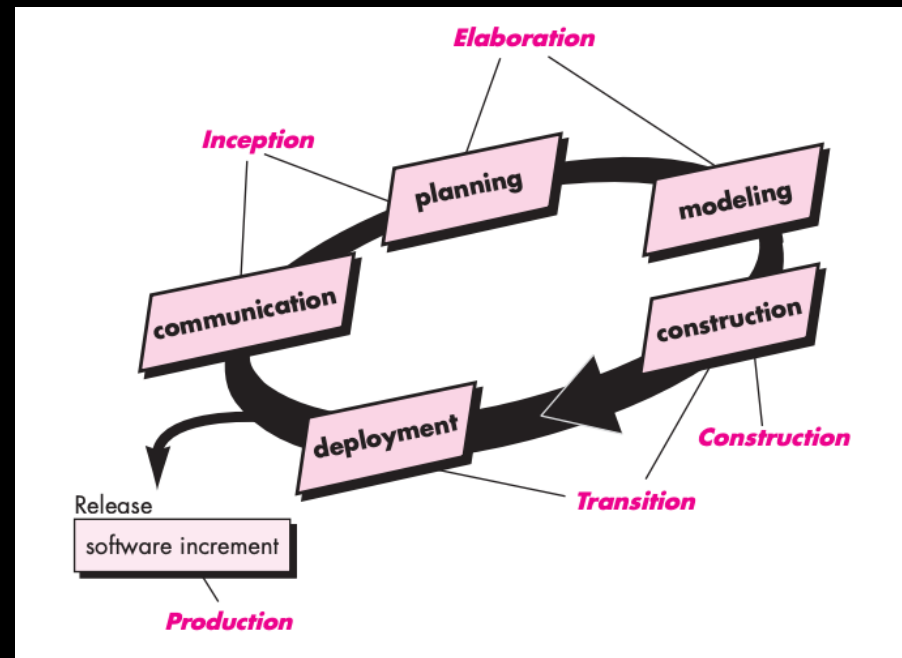 Elaboration
Inception
planning
modeling
communication
construction
deployment
Construction
Transition
Release
software increment
Production